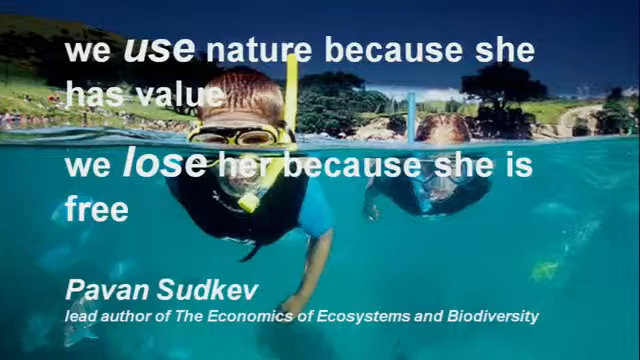 we use nature because she
has value
we lose her because she is
free
Pavan Sudkev
lead author of The Economics of Ecosystems and Biodiversity